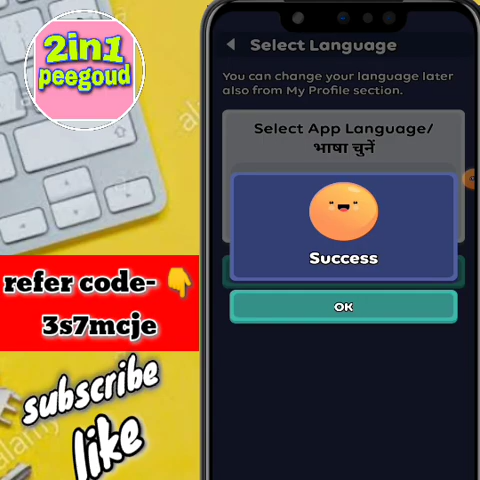 2in1
peegoud
refer code- 👇
3s7mcje
subscribe
like
Select Language
You can change your language later
also from My Profile section.
Select App Language/
भाषा चुनें
Success
OK